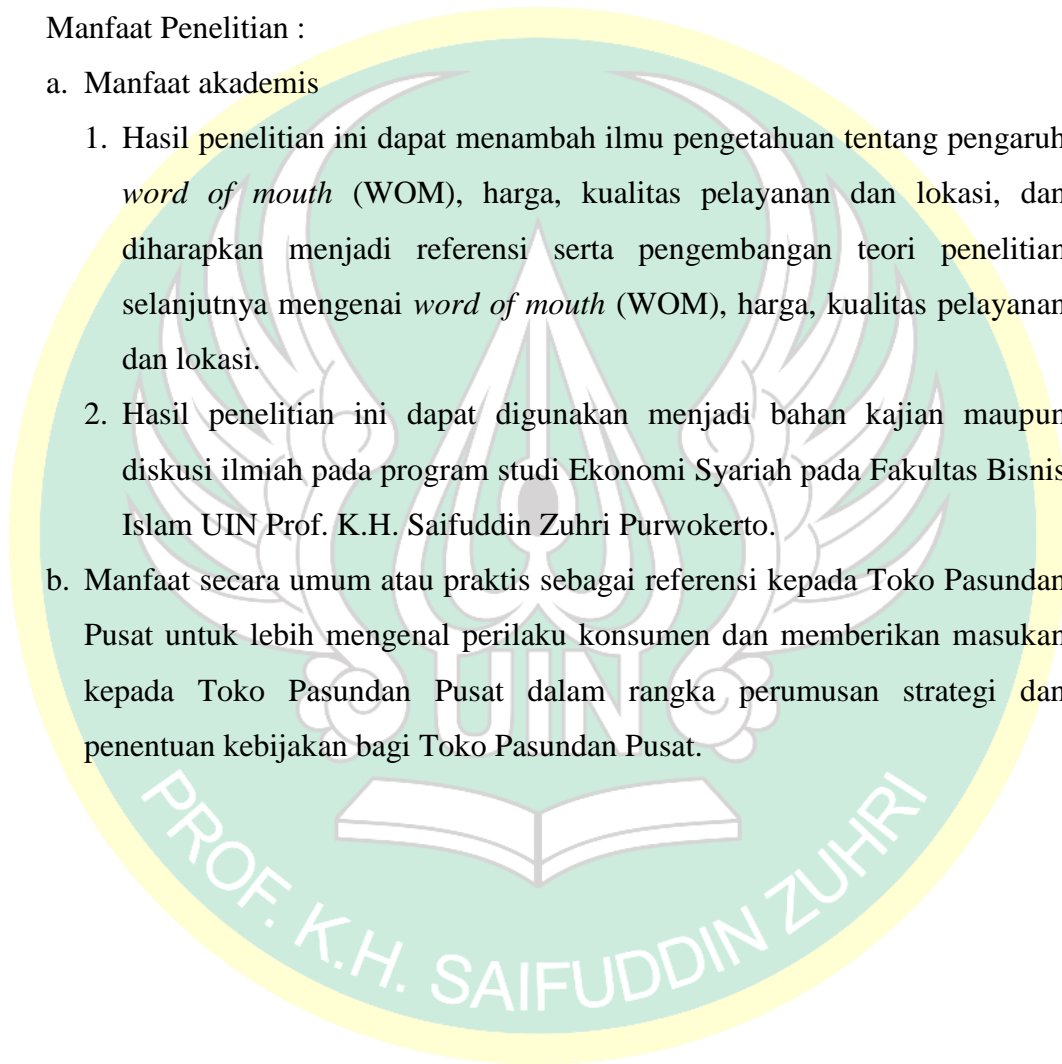 Manfaat Penelitian :
a. Manfaat akademis
1. Hasil penelitian ini dapat menambah ilmu pengetahuan tentang pengaruh
word of mouth (WOM), harga, kualitas pelayanan dan lokasi, dan
diharapkan menjadi referensi serta pengembangan teori penelitian
selanjutnya mengenai word of mouth (WOM), harga, kualitas pelayanan
dan lokasi.
2. Hasil penelitian ini dapat digunakan menjadi bahan kajian maupun
diskusi ilmiah pada program studi Ekonomi Syariah pada Fakultas Bisnis
Islam UIN Prof. K.H. Saifuddin Zuhri Purwokerto.
b. Manfaat secara umum atau praktis sebagai referensi kepada Toko Pasundan
Pusat untuk lebih mengenal perilaku konsumen dan memberikan masukan
kepada Toko Pasundan Pusat dalam rangka perumusan strategi dan
penentuan kebijakan bagi Toko Pasundan Pusat.
UIN
PROF. K.H. SAIFUDDIN ZUHRI